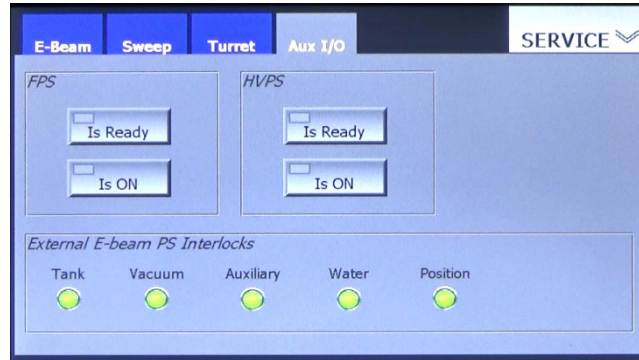 E-Beam Sweep Turret Aux I/O SERVICE
FPS HVPS
Is Ready Is Ready
Is ON Is ON
External E-beam PS Interlocks
Tank Vacuum Auxiliary Water Position